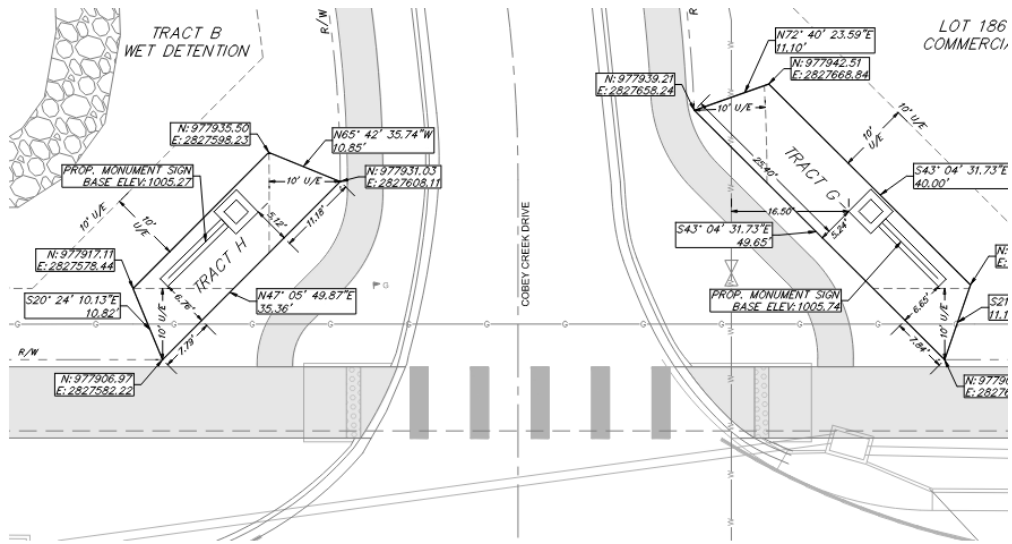 TRACT B
WET DETENTION
R/W
R/W
LOT 186
COMMERCIA
N72° 40' 23.59"E
11.10'
N: 977942.51
E: 2827668.84
N: 977939.21
E: 2827658.24
10' U/E
10' U/E
10'
U/E
N: 977935.50
E: 2827598.23
N65° 42' 35.74"W
10.85'
N: 977931.03
E: 2827608.11
PROP. MONUMENT SIGN
BASE ELEV: 1005.27
10' U/E
10' U/E
10'
U/E
5.12'
11.18'
TRACT H
N: 977917.11
E: 2827578.44
S20° 24' 10.13"E
10.82'
6.76'
N47° 05' 49.87"E
35.36'
10' U/E
7.79'
R/W
N: 977906.97
E: 2827582.22
COBEY CREEK DRIVE
G
TRACT G
25.40'
S43° 04' 31.73"E
40.00'
16.50'
5.24'
S43° 04' 31.73"E
49.65'
PROP. MONUMENT SIGN
BASE ELEV: 1005.74
6.65'
10' U/E
7.84'
N:
E:
S21
11.1
N: 97790
E: 28276
G G G G G G G
W W W W W